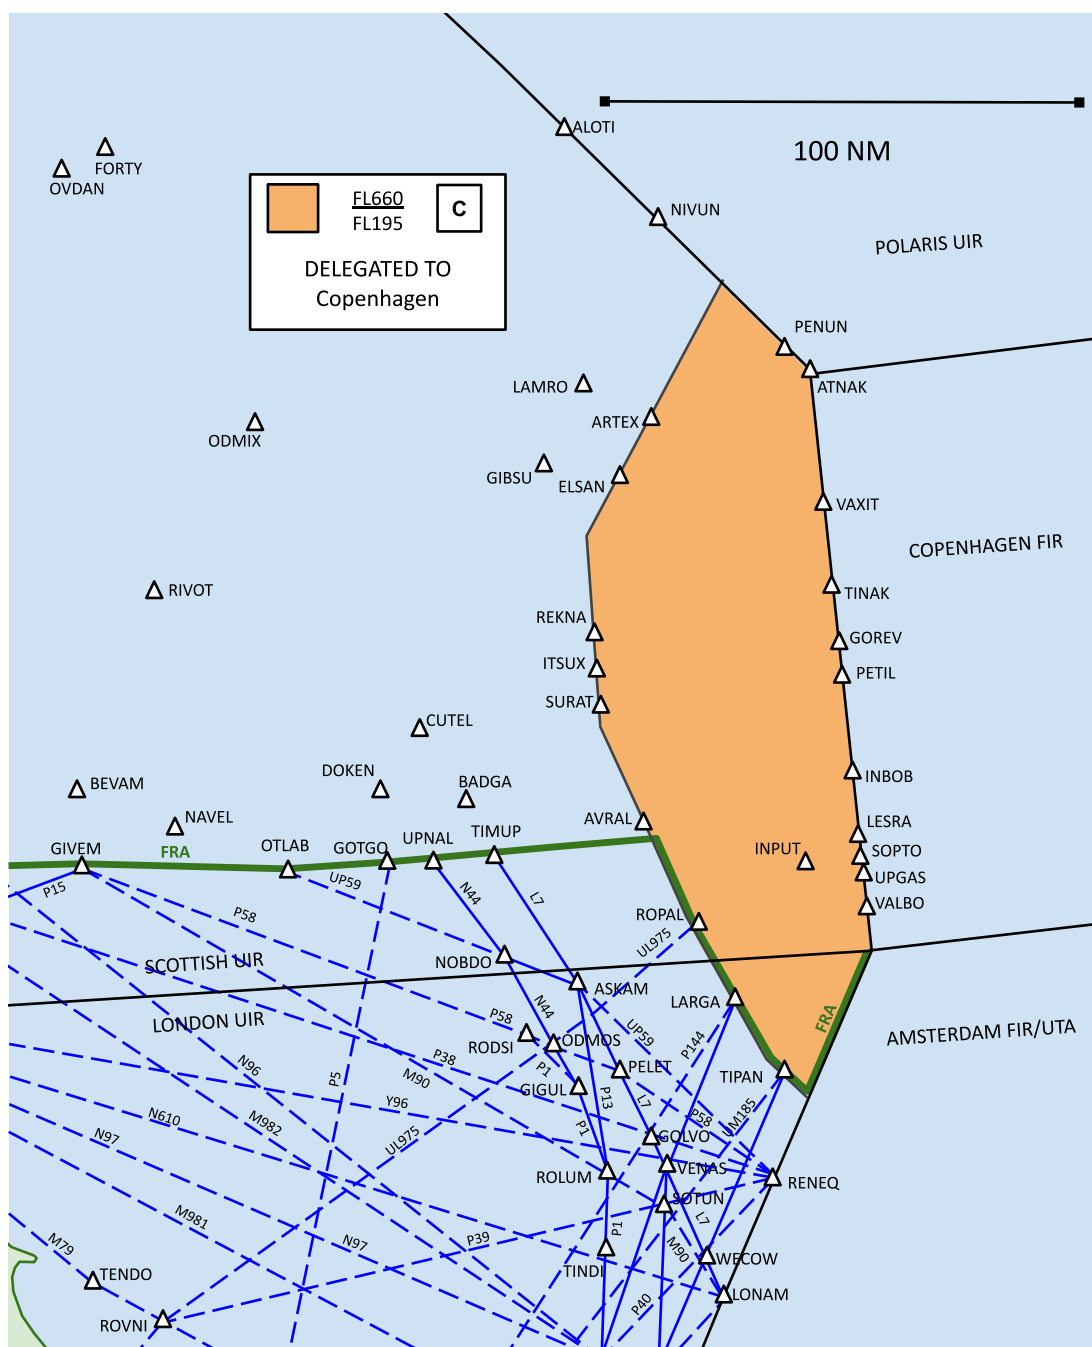 ALOTI
100 NM
FORTY
OVDAN
FL660
FL195
C
NIVUN
POLARIS UIR
DELEGATED TO
Copenhagen
PENUN
LAMRO
ATNAK
ARTEX
ODMIX
GIBSU
ELSAN
VAXIT
COPENHAGEN FIR
RIVOT
TINAK
REKNA
GOREV
ITSUX
PETIL
SURAT
CUTEL
DOKEN
BADGA
INBOB
BEVAM
NAVEL
AVRAL
LESRA
GIVEM
FRA
OTLAB
GOTGO
UPNAL
TIMUP
INPUT
SOPTO
UPGAS
P15
UP59
N44
L7
VALBO
P58
ROPAL
UL975
SCOTTISH UIR
NOBDO
ASKAM
LARGA
LONDON UIR
N44
P58
UP59
P144
FRA
AMSTERDAM FIR/UTA
RODSI
ODMOS
N96
P38
P1
PELET
TIPAN
P5
M90
GIGUL
P13
L7
P58
UM185
Y96
N610
M982
N97
UL975
P1
GOLVO
VENAS
ROLUM
RENEQ
SOTUN
M981
N97
P39
P1
L7
M79
M90
WECOW
TENDO
TINDI
LONAM
P40
ROVNI